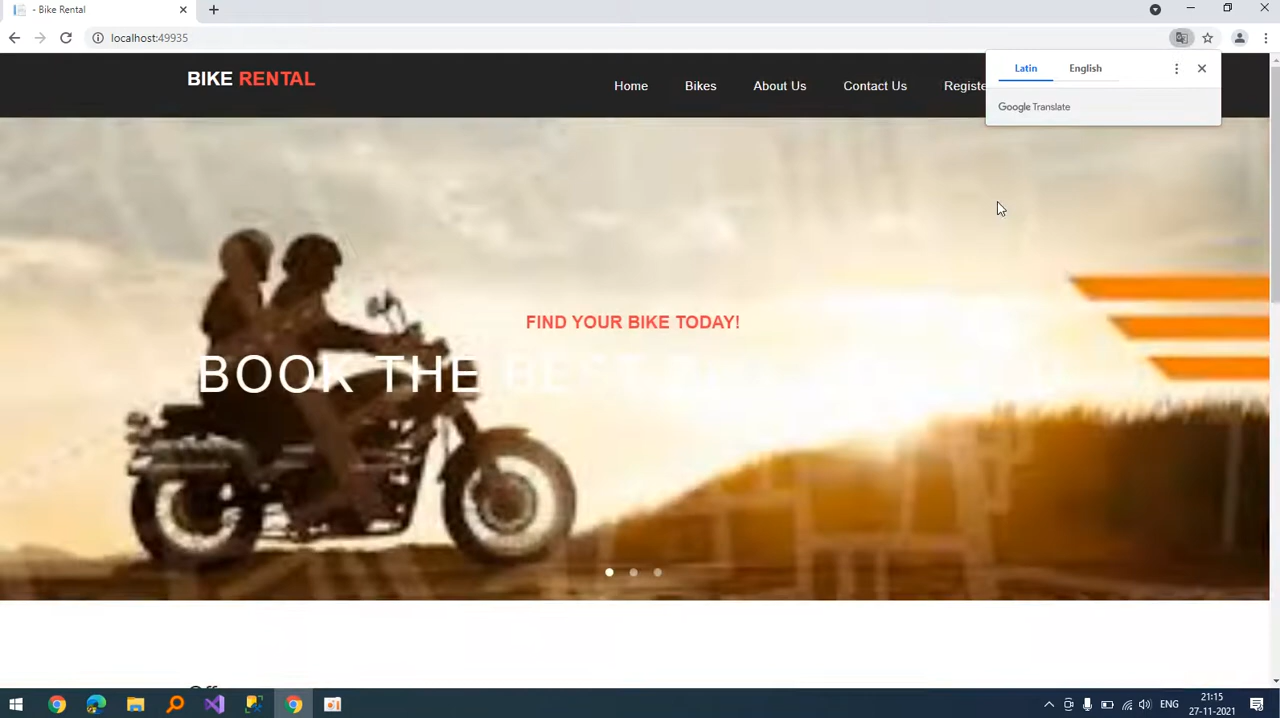 - Bike Rental
localhost:49935
Latin English
Google Translate
BIKE RENTAL
Home Bikes About Us Contact Us
FIND YOUR BIKE TODAY!
BOOK THE BEST
ENG
21:15
27-11-2021